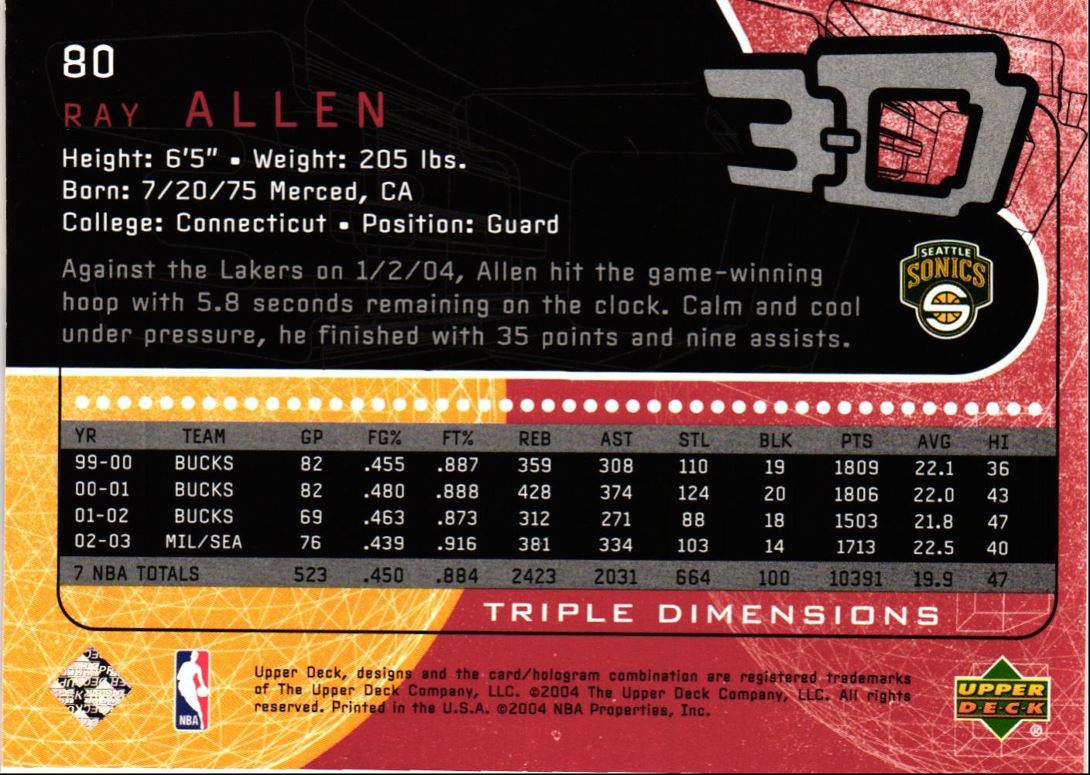 80
RAY ALLEN
3-D
Height: 6'5" • Weight: 205 lbs.
Born: 7/20/75 Merced, CA
College: Connecticut • Position: Guard
Against the Lakers on 1/2/04, Allen hit the game-winning
hoop with 5.8 seconds remaining on the clock. Calm and cool
under pressure, he finished with 35 points and nine assists.
SEATTLE
SONICS
YR TEAM GP FG% FT% REB AST STL BLK PTS AVG HI
99-00 BUCKS 82 .455 .887 359 308 110 19 1809 22.1 36
00-01 BUCKS 82 .480 .888 428 374 124 20 1806 22.0 43
01-02 BUCKS 69 .463 .873 312 271 88 18 1503 21.8 47
02-03 MIL/SEA 76 .439 .916 381 334 103 14 1713 22.5 40
7 NBA TOTALS 523 .450 .884 2423 2031 664 100 10391 19.9 47
TRIPLE DIMENSIONS
NBA
Upper Deck, designs and the card/hologram combination are registered trademarks
of The Upper Deck Company, LLC. ©2004 The Upper Deck Company, LLC. All rights
reserved. Printed in the U.S.A. ©2004 NBA Properties, Inc.
UPPER
DECK
®